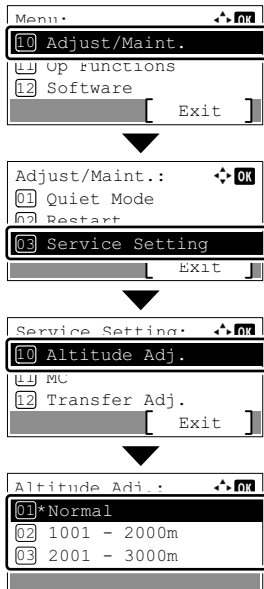 Menu: OK
10 Adjust/Maint.
11 Op Functions
12 Software
[ Exit ]
Adjust/Maint.: OK
01 Quiet Mode
02 Restart
03 Service Setting
[ Exit ]
Service Setting: OK
10 Altitude Adj.
11 MC
12 Transfer Adj.
[ Exit ]
Altitude Adj.: OK
01 *Normal
02 1001 - 2000m
03 2001 - 3000m